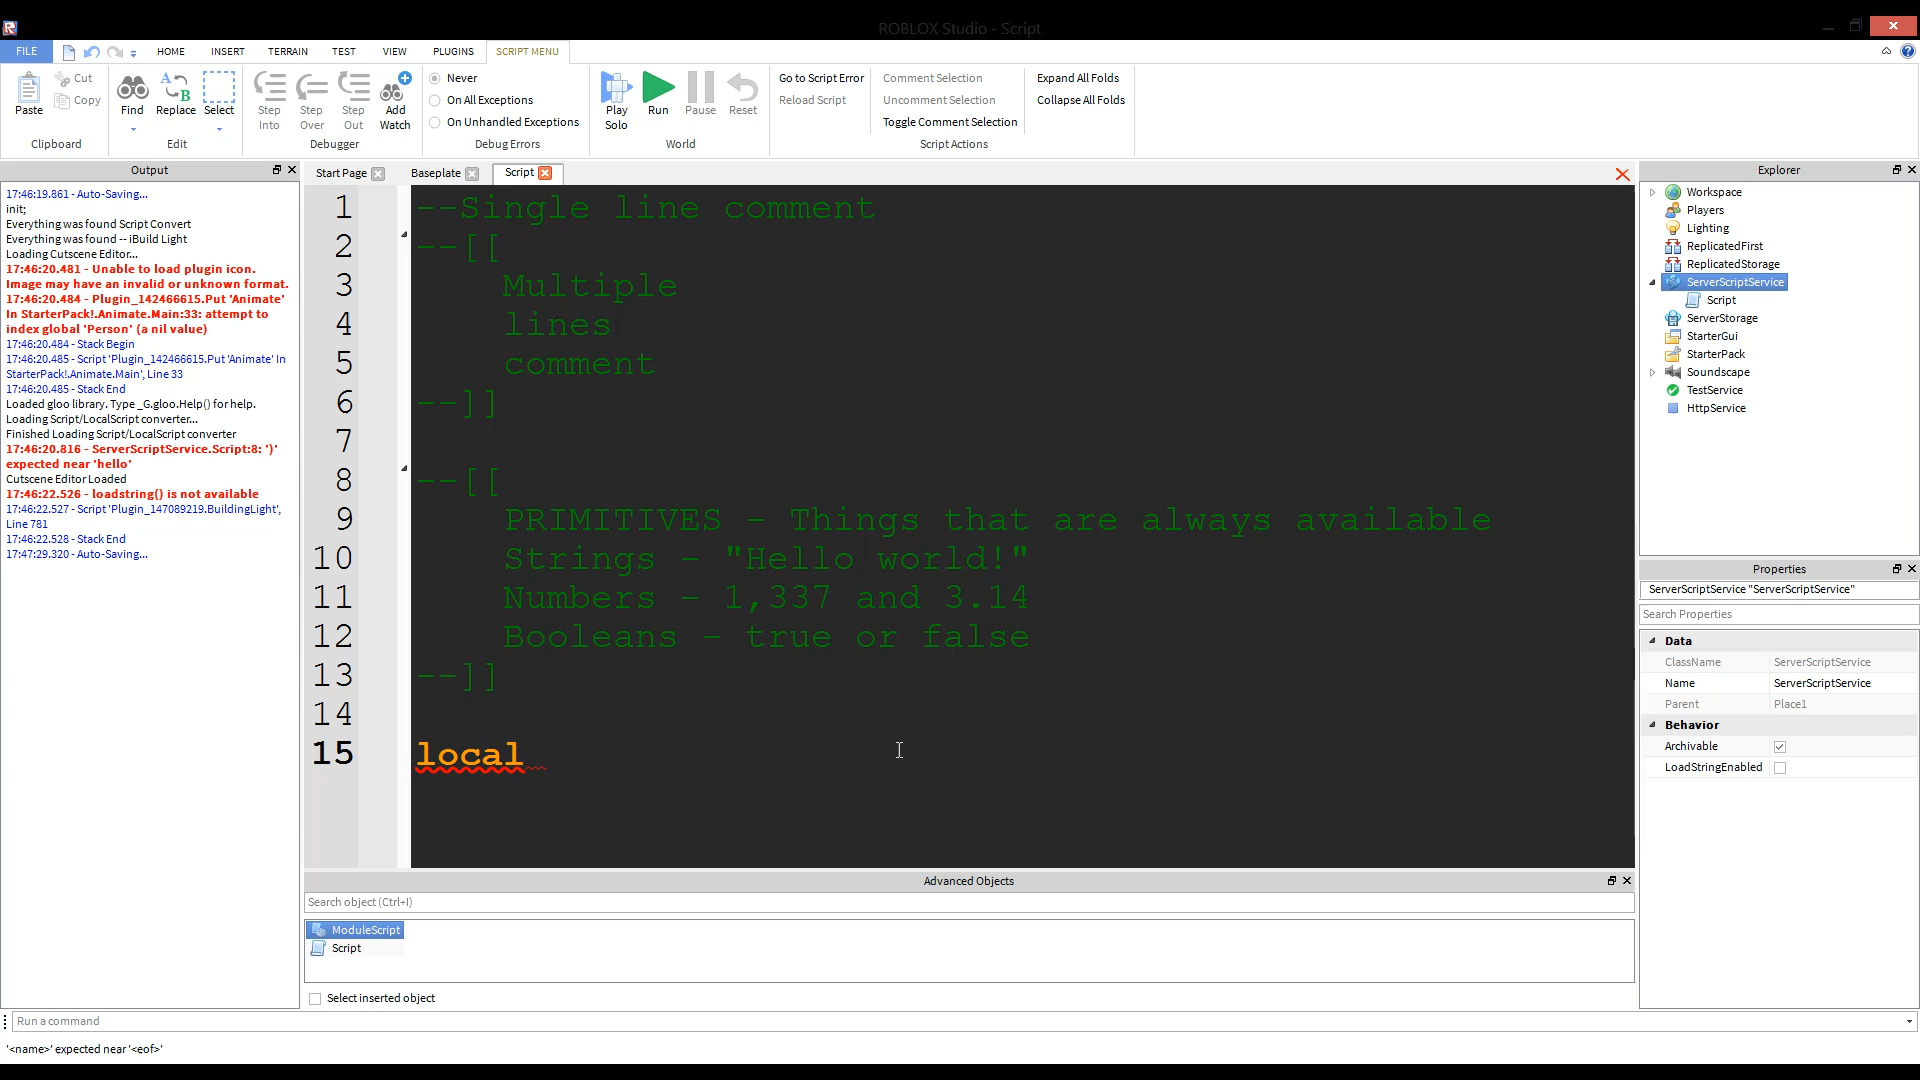 ROBLOX Studio - Script
FILE HOME INSERT TERRAIN TEST VIEW PLUGINS SCRIPT MENU
Paste
Cut
Copy
Clipboard
Find
Replace
Select
Edit
Step Into
Step Over
Step Out
Add Watch
Debugger
Never
On All Exceptions
On Unhandled Exceptions
Debug Errors
Play Solo
Run
Pause
Reset
World
Go to Script Error
Reload Script
Comment Selection
Uncomment Selection
Toggle Comment Selection
Script Actions
Expand All Folds
Collapse All Folds
Output
17:46:19.861 - Auto-Saving...
init;
Everything was found Script Convert
Everything was found -- iBuild Light
Loading Cutscene Editor...
17:46:20.481 - Unable to load plugin icon.
Image may have an invalid or unknown format.
17:46:20.484 - Plugin_142466615.Put 'Animate'
In StarterPack!.Animate.Main:33: attempt to
index global 'Person' (a nil value)
17:46:20.484 - Stack Begin
17:46:20.485 - Script 'Plugin_142466615.Put 'Animate' In
StarterPack!.Animate.Main', Line 33
17:46:20.485 - Stack End
Loaded gloo library. Type _G.gloo.Help() for help.
Loading Script/LocalScript converter...
Finished Loading Script/LocalScript converter
17:46:20.816 - ServerScriptService.Script:8: ')'
expected near 'hello'
Cutscene Editor Loaded
17:46:22.526 - loadstring() is not available
17:46:22.527 - Script 'Plugin_147089219.BuildingLight',
Line 781
17:46:22.528 - Stack End
17:47:29.320 - Auto-Saving...
Start Page Baseplate Script
1 --Single line comment
2 --[[
3 Multiple
4 lines
5 comment
6 --]]
7
8 --[[
9 PRIMITIVES - Things that are always available
10 Strings - "Hello world!"
11 Numbers - 1,337 and 3.14
12 Booleans - true or false
13 --]]
14
15 local
Advanced Objects
Search object (Ctrl+I)
ModuleScript
Script
Select inserted object
Explorer
Workspace
Players
Lighting
ReplicatedFirst
ReplicatedStorage
ServerScriptService
Script
ServerStorage
StarterGui
StarterPack
Soundscape
TestService
HttpService
Properties
ServerScriptService "ServerScriptService"
Search Properties
Data
ClassName ServerScriptService
Name ServerScriptService
Parent Place1
Behavior
Archivable
LoadStringEnabled
Run a command
'<name>' expected near '<eof>'